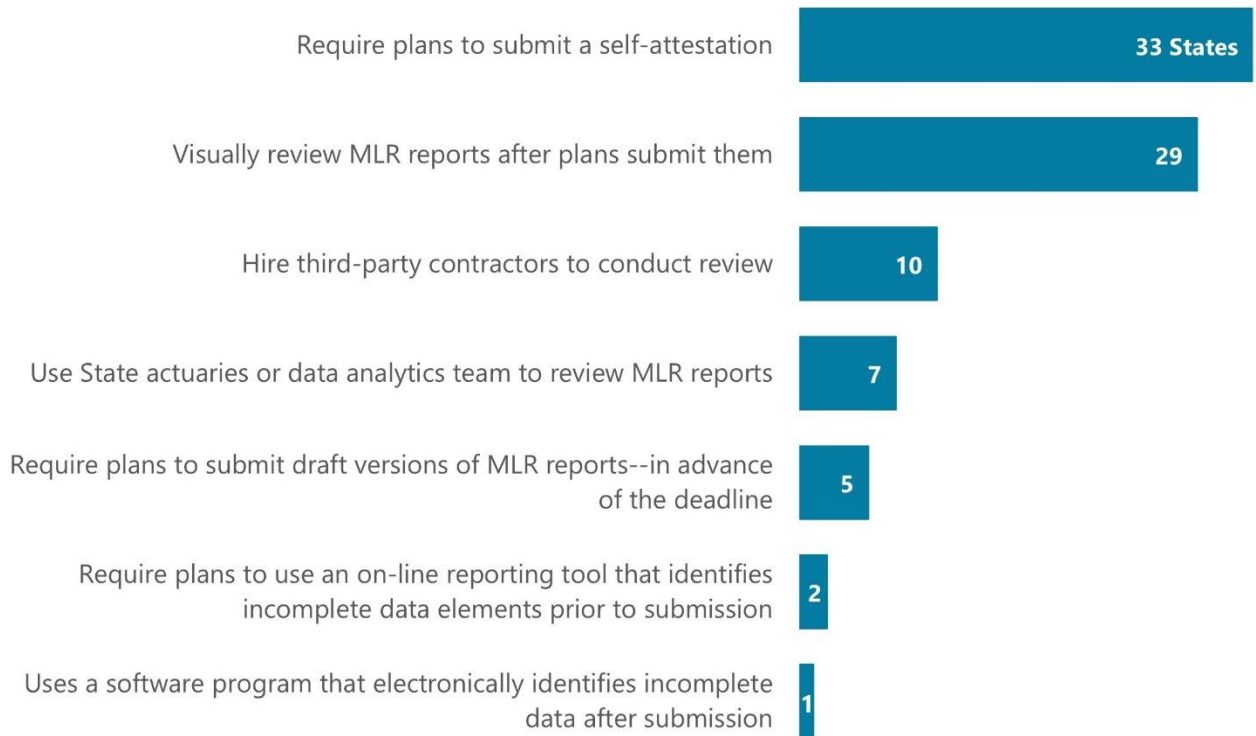 Require plans to submit a self-attestation
33 States
Visually review MLR reports after plans submit them
29
Hire third-party contractors to conduct review
10
Use State actuaries or data analytics team to review MLR reports
7
Require plans to submit draft versions of MLR reports--in advance
of the deadline
5
Require plans to use an on-line reporting tool that identifies
incomplete data elements prior to submission
2
Uses a software program that electronically identifies incomplete
data after submission
1